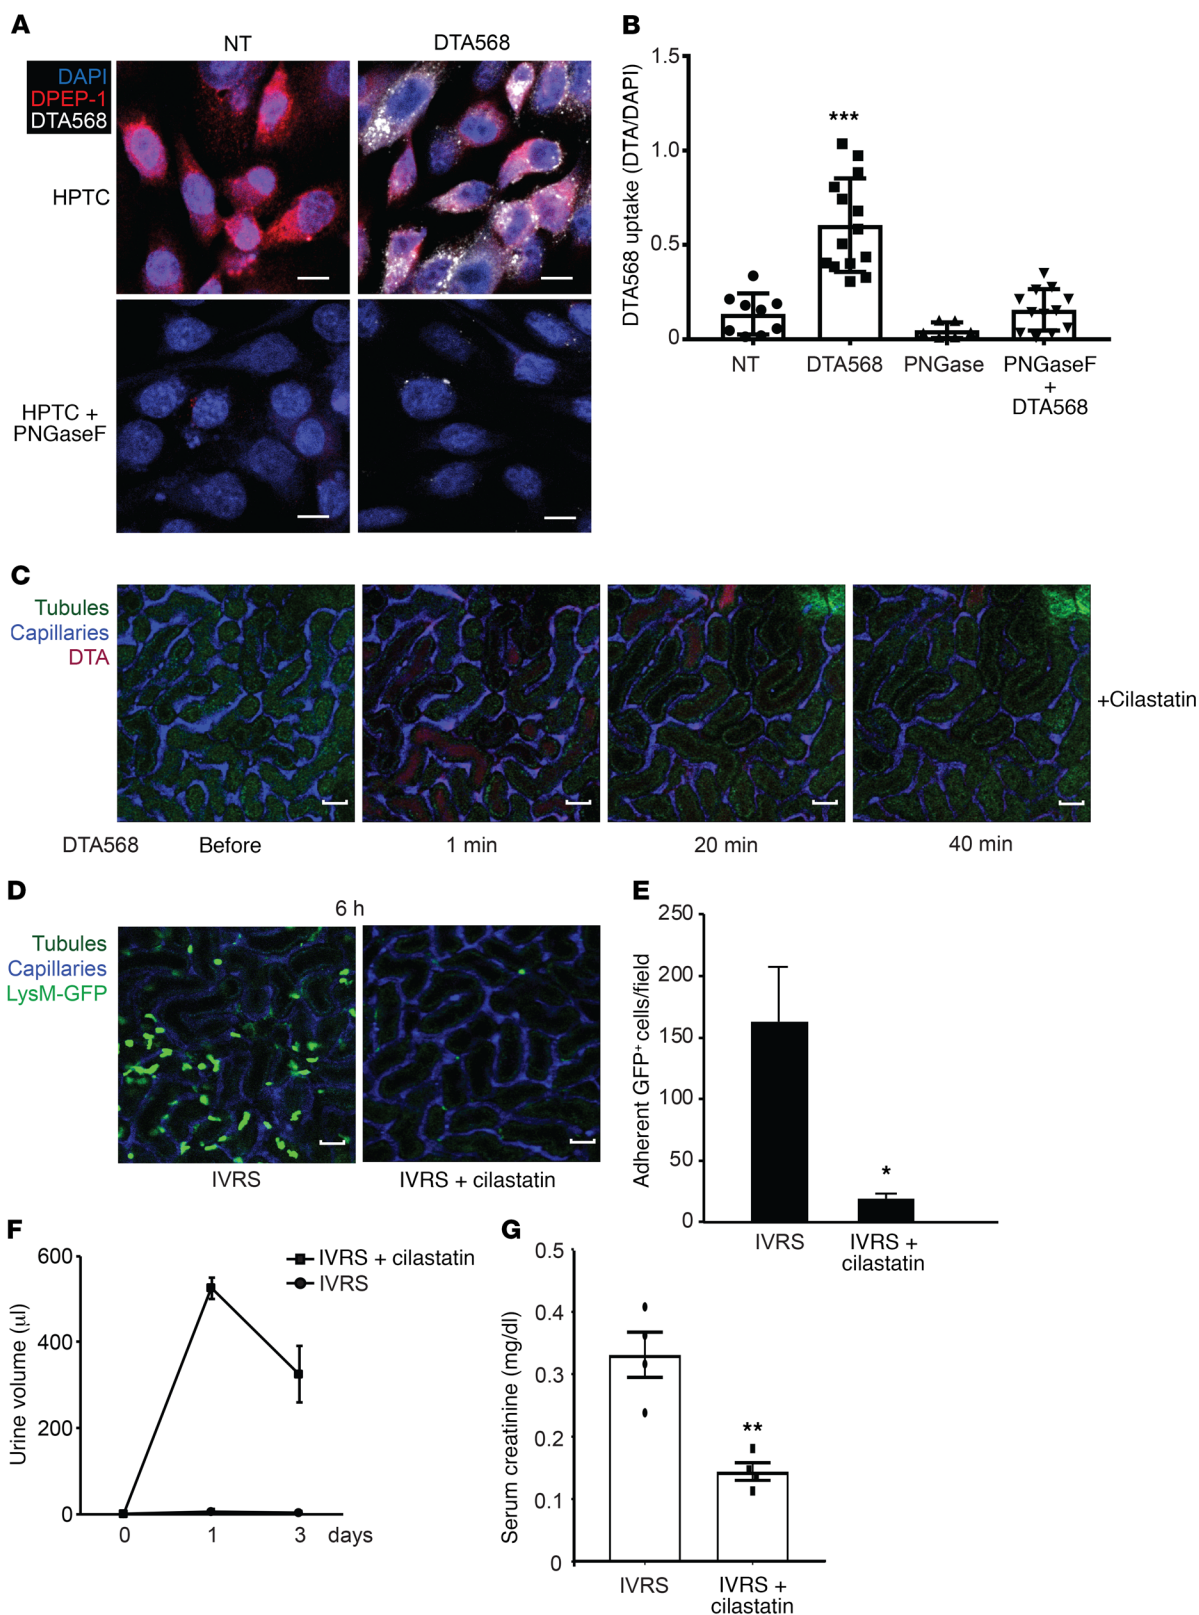 A
NT
DTA568
DAPI
DPEP-1
DTA568
HPTC
HPTC +
PNGaseF
B
DTA568 uptake (DTA/DAPI)
1.5
1.0
0.5
0
***
NT
DTA568
PNGase
PNGaseF
+
DTA568
C
Tubules
Capillaries
DTA
+Cilastatin
DTA568
Before
1 min
20 min
40 min
D
6 h
Tubules
Capillaries
LysM-GFP
IVRS
IVRS + cilastatin
E
Adherent GFP⁺ cells/field
250
200
150
100
50
0
*
IVRS
IVRS +
cilastatin
F
Urine volume (µl)
600
400
200
0
IVRS + cilastatin
IVRS
0
1
3
days
G
Serum creatinine (mg/dl)
0.5
0.4
0.3
0.2
0.1
0
**
IVRS
IVRS +
cilastatin